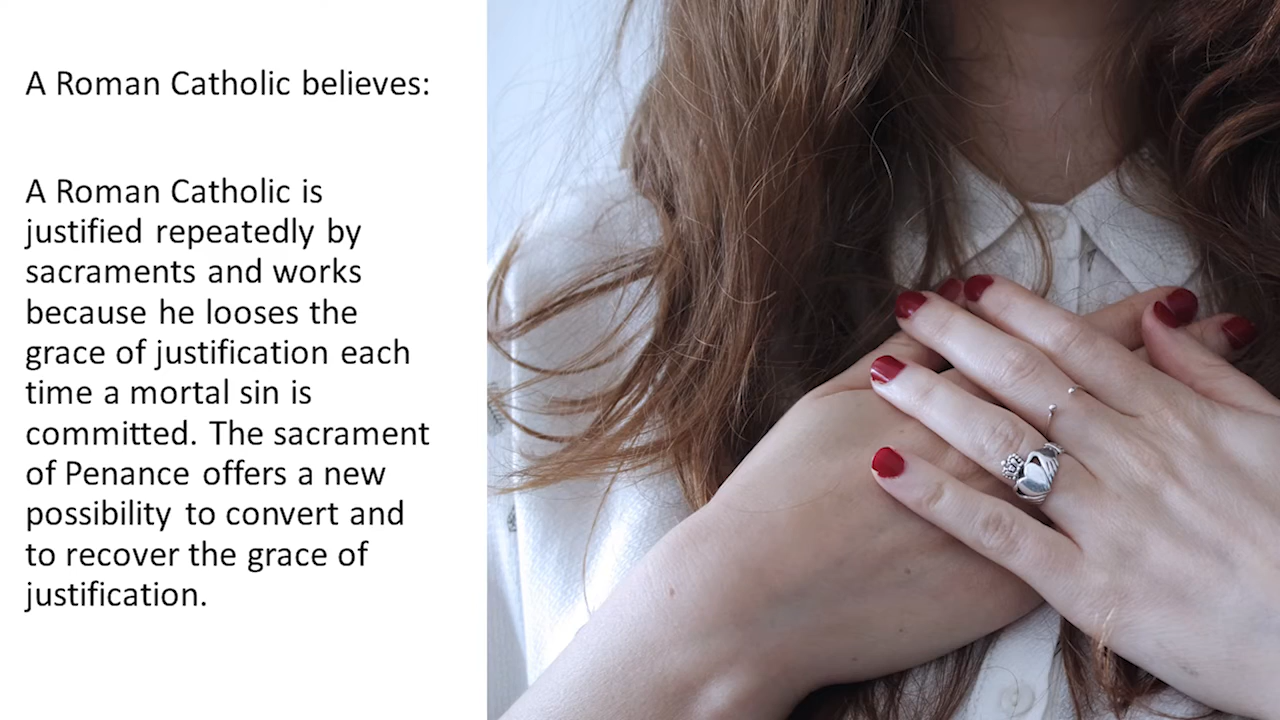 A Roman Catholic believes:
A Roman Catholic is
justified repeatedly by
sacraments and works
because he looses the
grace of justification each
time a mortal sin is
committed. The sacrament
of Penance offers a new
possibility to convert and
to recover the grace of
justification.